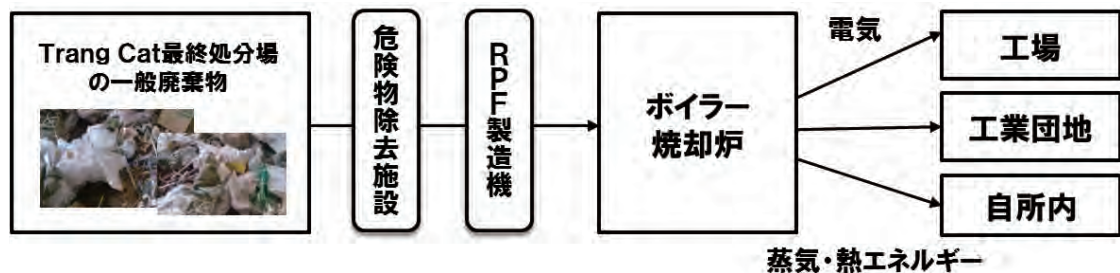 Trang Cat最終処分場
の一般廃棄物
危険物除去施設
RPF製造機
ボイラー
焼却炉
電気
工場
工業団地
自所内
蒸気・熱エネルギー